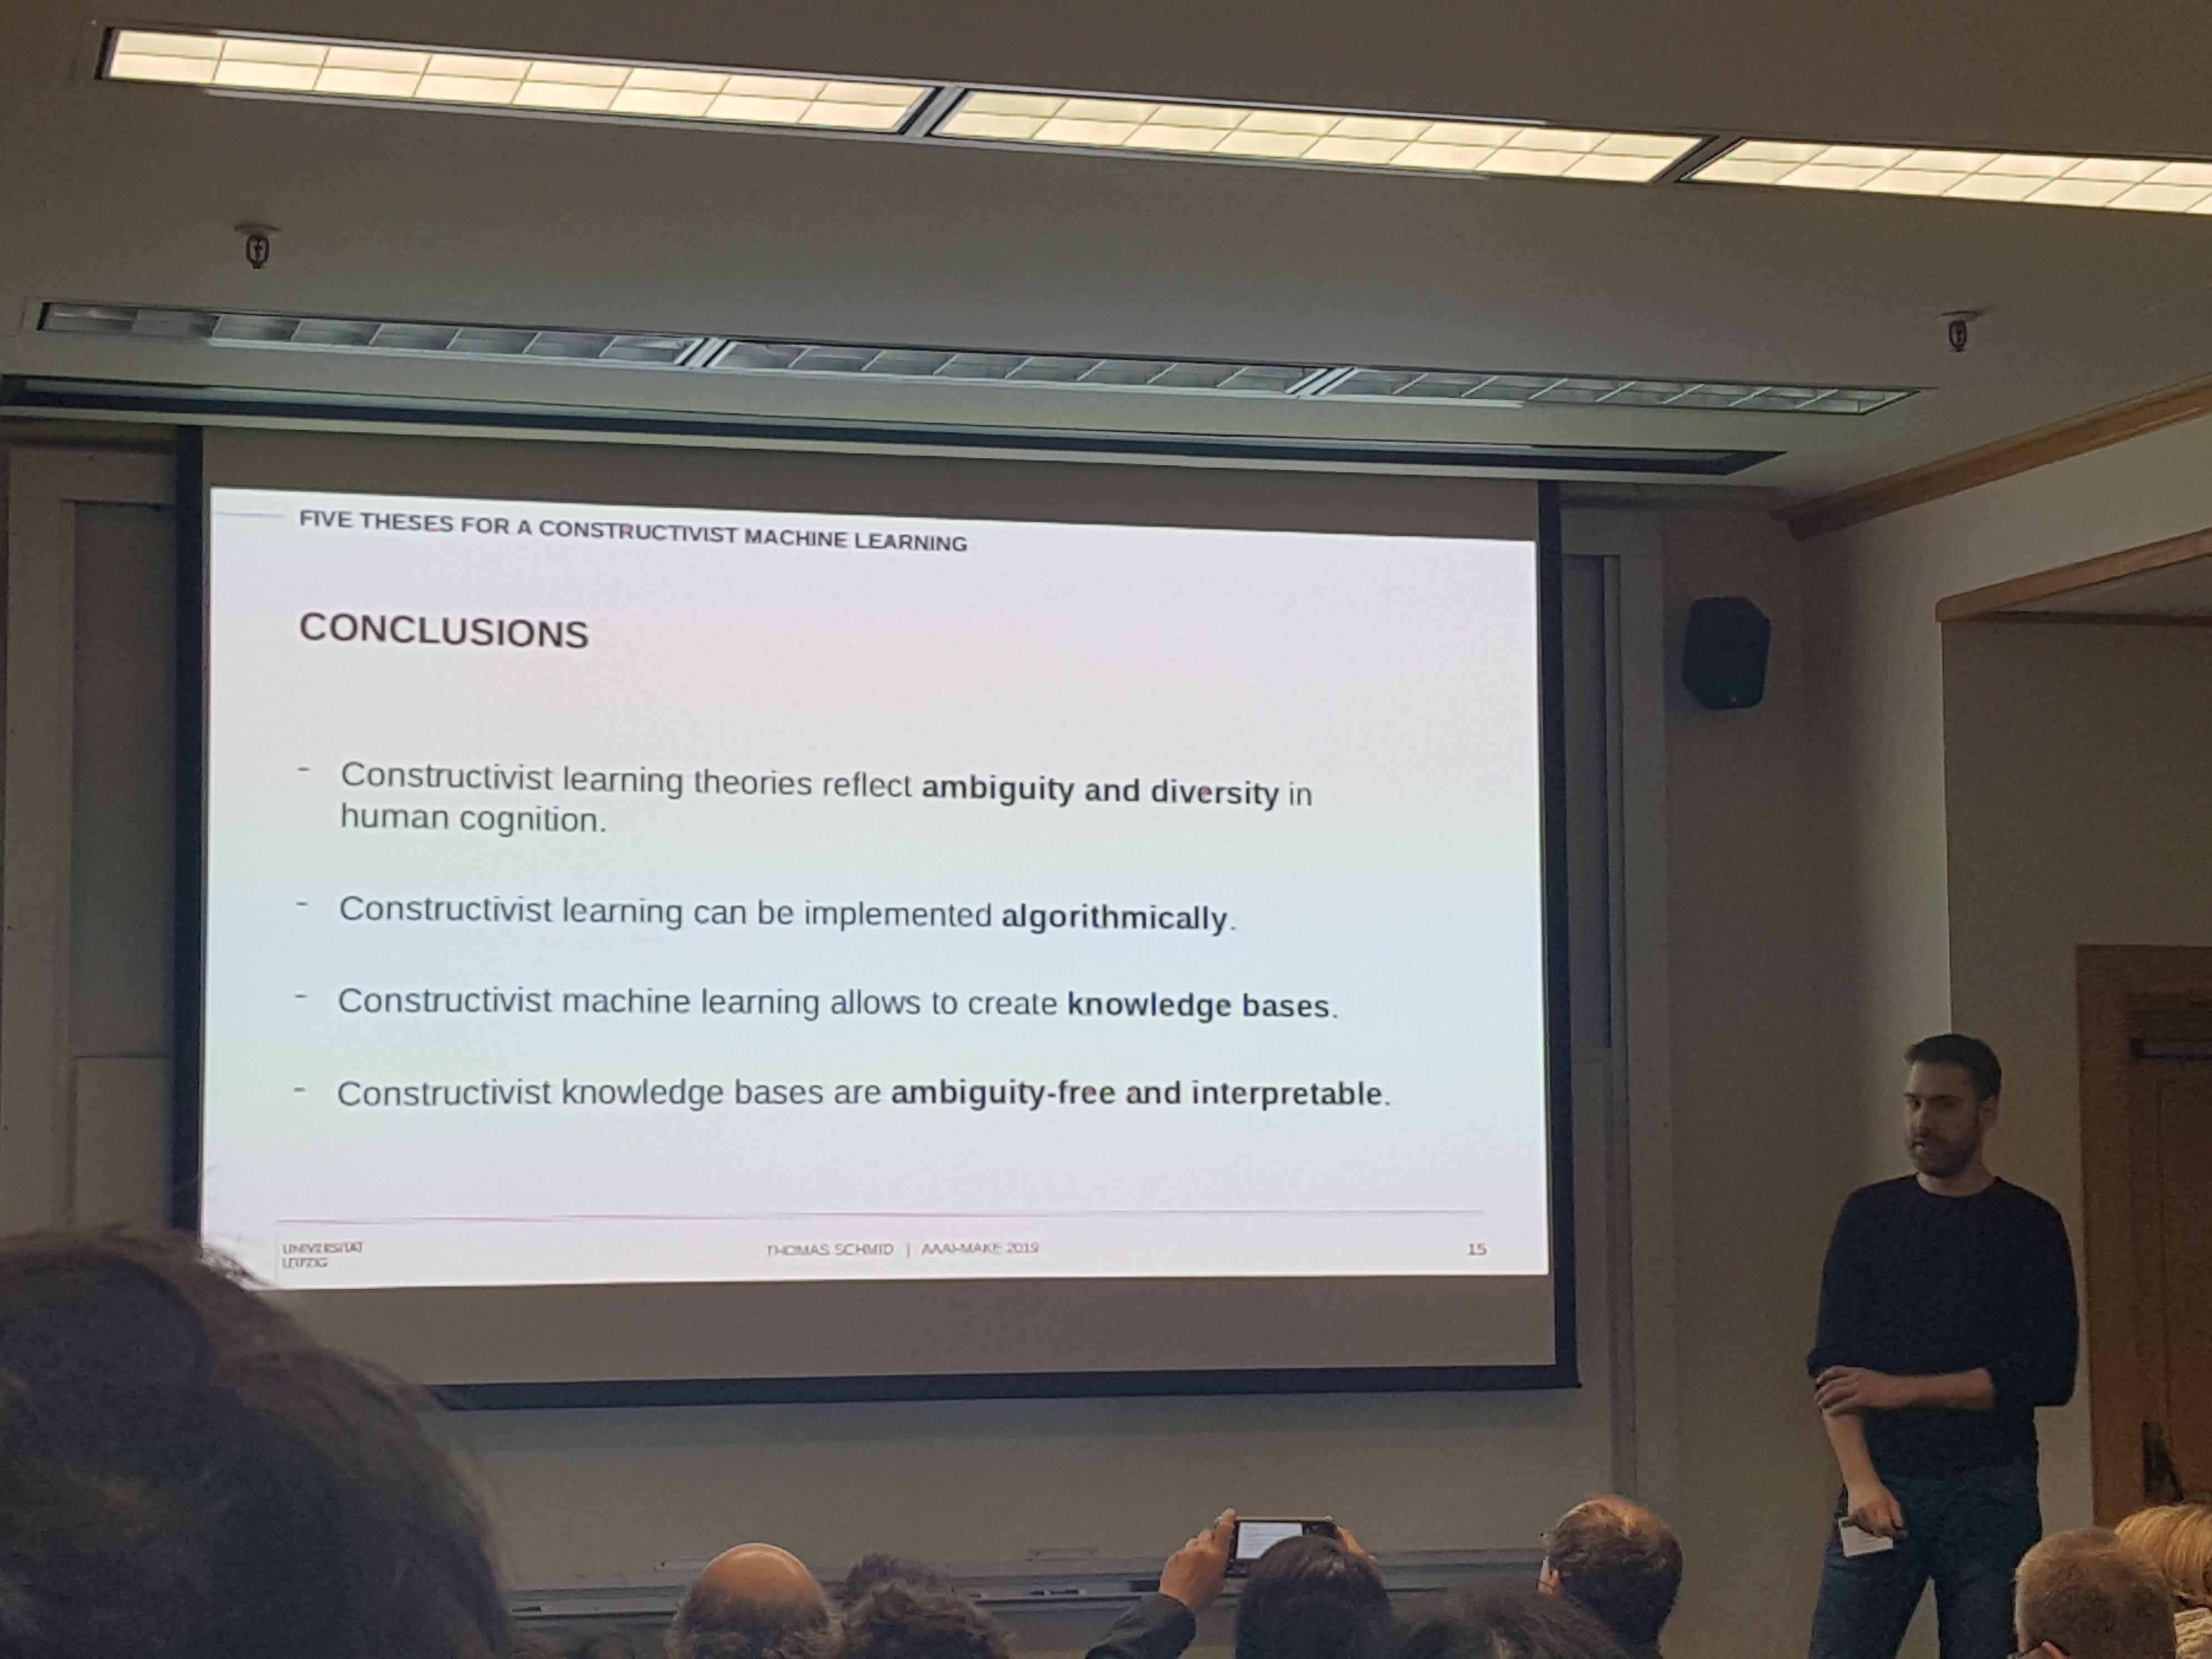 FIVE THESES FOR A CONSTRUCTIVIST MACHINE LEARNING
CONCLUSIONS
- Constructivist learning theories reflect ambiguity and diversity in
human cognition.
- Constructivist learning can be implemented algorithmically.
- Constructivist machine learning allows to create knowledge bases.
- Constructivist knowledge bases are ambiguity-free and interpretable.
UNIVERSITÄT
LEIPZIG
THOMAS SCHMID | AAAI-MAKE 2019
15